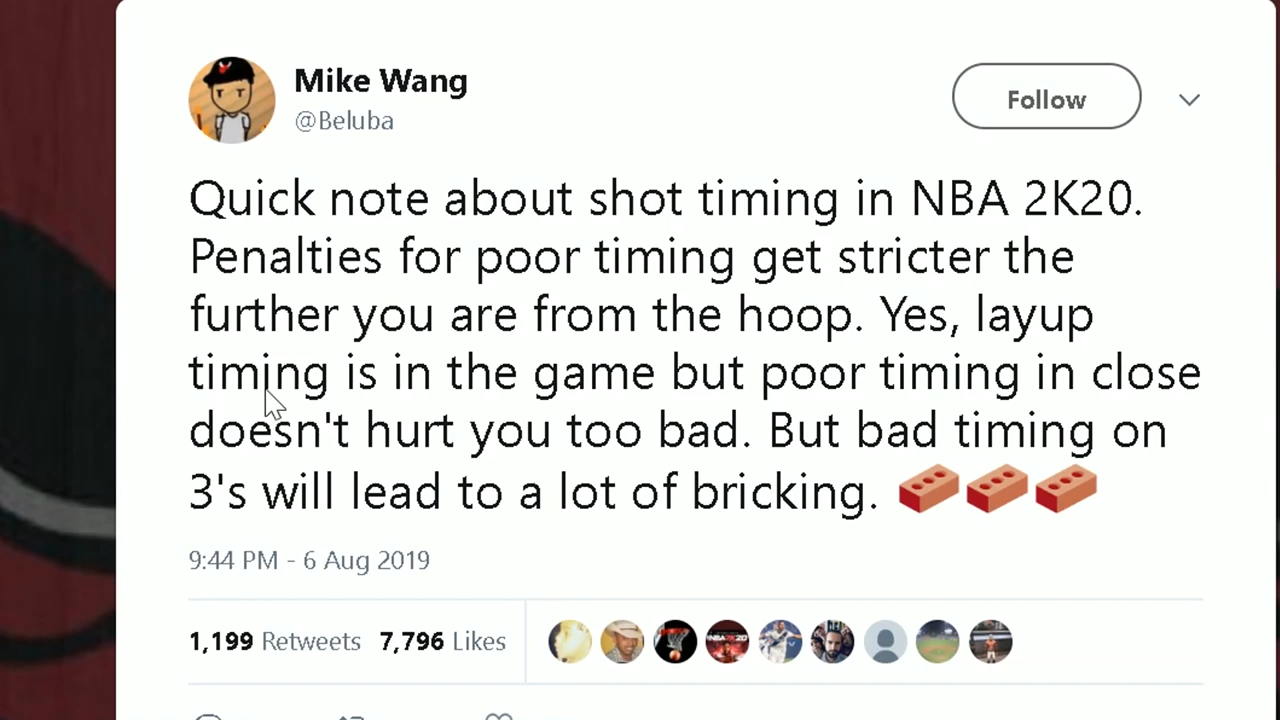 Mike Wang
@Beluba
Follow
Quick note about shot timing in NBA 2K20.
Penalties for poor timing get stricter the
further you are from the hoop. Yes, layup
timing is in the game but poor timing in close
doesn't hurt you too bad. But bad timing on
3's will lead to a lot of bricking. 🧱🧱🧱
9:44 PM - 6 Aug 2019
1,199 Retweets 7,796 Likes